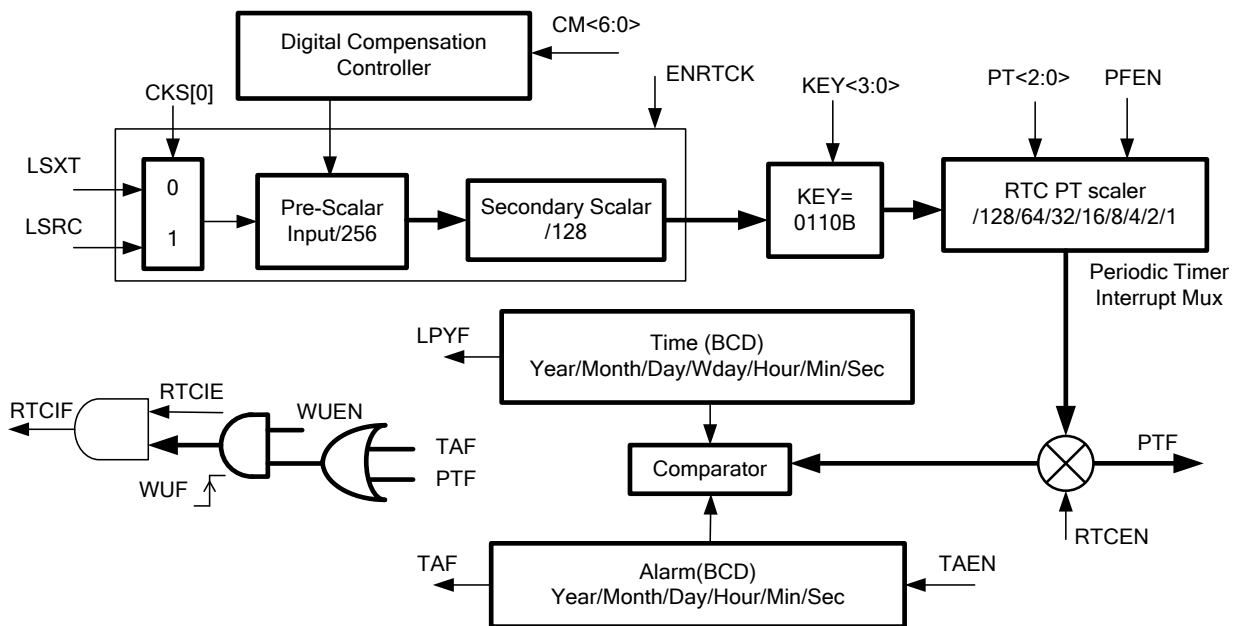 Digital Compensation
Controller
CM<6:0>
CKS[0]
ENRTCK
KEY<3:0>
PT<2:0>
PFEN
LSXT
LSRC
0
1
Pre-Scalar
Input/256
Secondary Scalar
/128
KEY=
0110B
RTC PT scaler
/128/64/32/16/8/4/2/1
Periodic Timer
Interrupt Mux
LPYF
Time (BCD)
Year/Month/Day/Wday/Hour/Min/Sec
RTCIF
RTCIE
WUEN
TAF
PTF
WUF
Comparator
PTF
RTCEN
TAF
Alarm(BCD)
Year/Month/Day/Hour/Min/Sec
TAEN